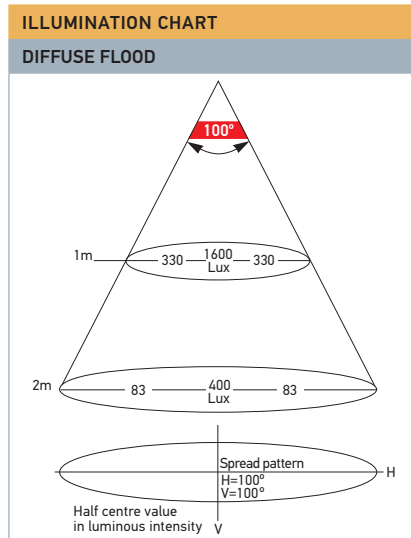 ILLUMINATION CHART
DIFFUSE FLOOD
100°
1m 330 1600 330
Lux
2m 83 400 83
Lux
Spread pattern
H
H=100°
V=100°
Half centre value
in luminous intensity V